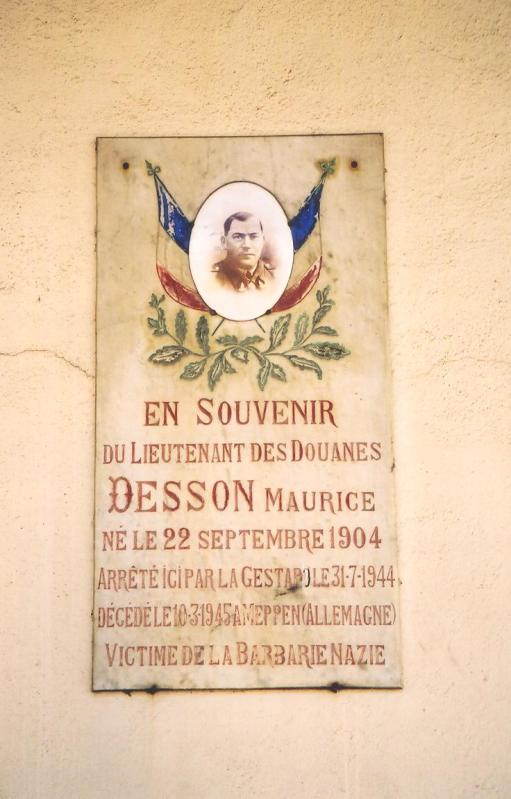 EN SOUVENIR
DU LIEUTENANT DES DOUANES
DESSON MAURICE
NÉ LE 22 SEPTEMBRE 1904
ARRÊTÉ ICI PAR LA GESTAPO LE 31-7-1944
DÉCÉDÉ LE 10-3-1945 A MEPPEN (ALLEMAGNE)
VICTIME DE LA BARBARIE NAZIE